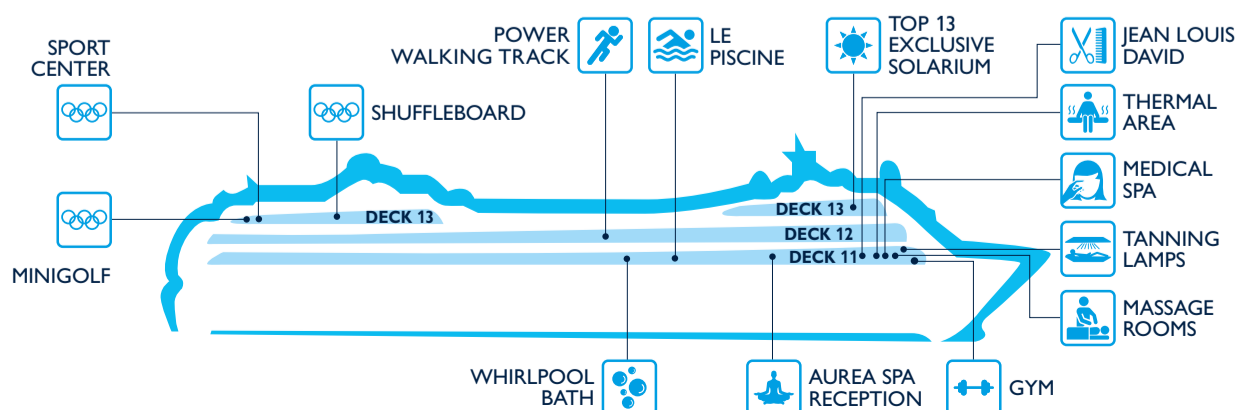 SPORT
CENTER
SHUFFLEBOARD
MINIGOLF
POWER
WALKING TRACK
LE
PISCINE
TOP 13
EXCLUSIVE
SOLARIUM
JEAN LOUIS
DAVID
THERMAL
AREA
MEDICAL
SPA
TANNING
LAMPS
MASSAGE
ROOMS
DECK 13
DECK 13
DECK 12
DECK 11
WHIRLPOOL
BATH
AUREA SPA
RECEPTION
GYM